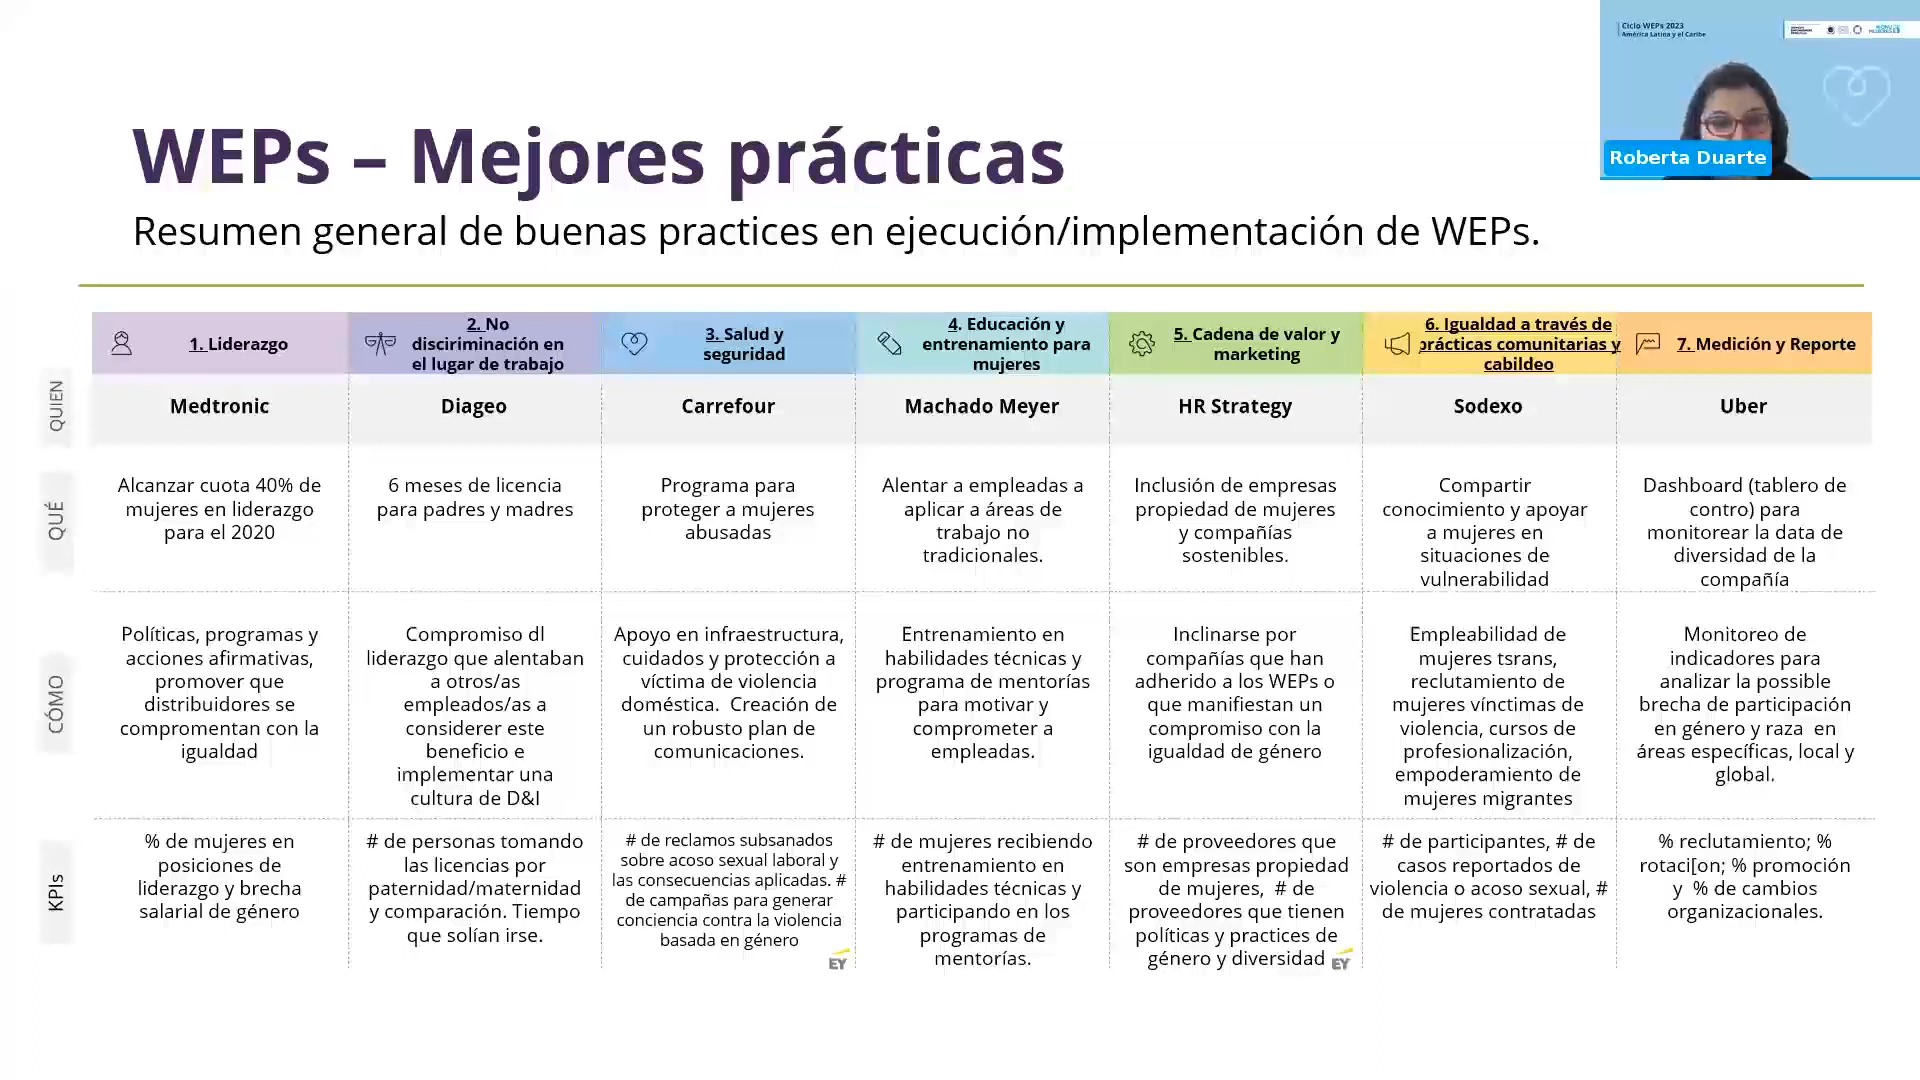 Ciclo WEPs 2023
América Latina y el Caribe
Roberta Duarte
WEPs – Mejores prácticas
Resumen general de buenas practices en ejecución/implementación de WEPs.
1. Liderazgo
2. No
disciriminación en
el lugar de trabajo
3. Salud y
seguridad
4. Educación y
entrenamiento para
mujeres
5. Cadena de valor y
marketing
6. Igualdad a través de
prácticas comunitarias y
cabildeo
7. Medición y Reporte
QUIEN
Medtronic
Diageo
Carrefour
Machado Meyer
HR Strategy
Sodexo
Uber
QUÉ
Alcanzar cuota 40% de
mujeres en liderazgo
para el 2020
6 meses de licencia
para padres y madres
Programa para
proteger a mujeres
abusadas
Alentar a empleadas a
aplicar a áreas de
trabajo no
tradicionales.
Inclusión de empresas
propiedad de mujeres
y compañías
sostenibles.
Compartir
conocimiento y apoyar
a mujeres en
situaciones de
vulnerabilidad
Dashboard (tablero de
contro) para
monitorear la data de
diversidad de la
compañía
CÓMO
Políticas, programas y
acciones afirmativas,
promover que
distribuidores se
compromentan con la
igualdad
Compromiso dl
liderazgo que alentaban
a otros/as
empleados/as a
considerer este
beneficio e
implementar una
cultura de D&I
Apoyo en infraestructura,
cuidados y protección a
víctima de violencia
doméstica. Creación de
un robusto plan de
comunicaciones.
Entrenamiento en
habilidades técnicas y
programa de mentorías
para motivar y
comprometer a
empleadas.
Inclinarse por
compañías que han
adherido a los WEPs o
que manifiestan un
compromiso con la
igualdad de género
Empleabilidad de
mujeres tsrans,
reclutamiento de
mujeres vínctimas de
violencia, cursos de
profesionalización,
empoderamiento de
mujeres migrantes
Monitoreo de
indicadores para
analizar la possible
brecha de participación
en género y raza en
áreas específicas, local y
global.
KPIs
% de mujeres en
posiciones de
liderazgo y brecha
salarial de género
# de personas tomando
las licencias por
paternidad/maternidad
y comparación. Tiempo
que solían irse.
# de reclamos subsanados
sobre acoso sexual laboral y
las consecuencias aplicadas. #
de campañas para generar
conciencia contra la violencia
basada en género
EY
# de mujeres recibiendo
entrenamiento en
habilidades técnicas y
participando en los
programas de
mentorías.
# de proveedores que
son empresas propiedad
de mujeres, # de
proveedores que tienen
políticas y practices de
género y diversidad
EY
# de participantes, # de
casos reportados de
violencia o acoso sexual, #
de mujeres contratadas
% reclutamiento; %
rotaci[on; % promoción
y % de cambios
organizacionales.